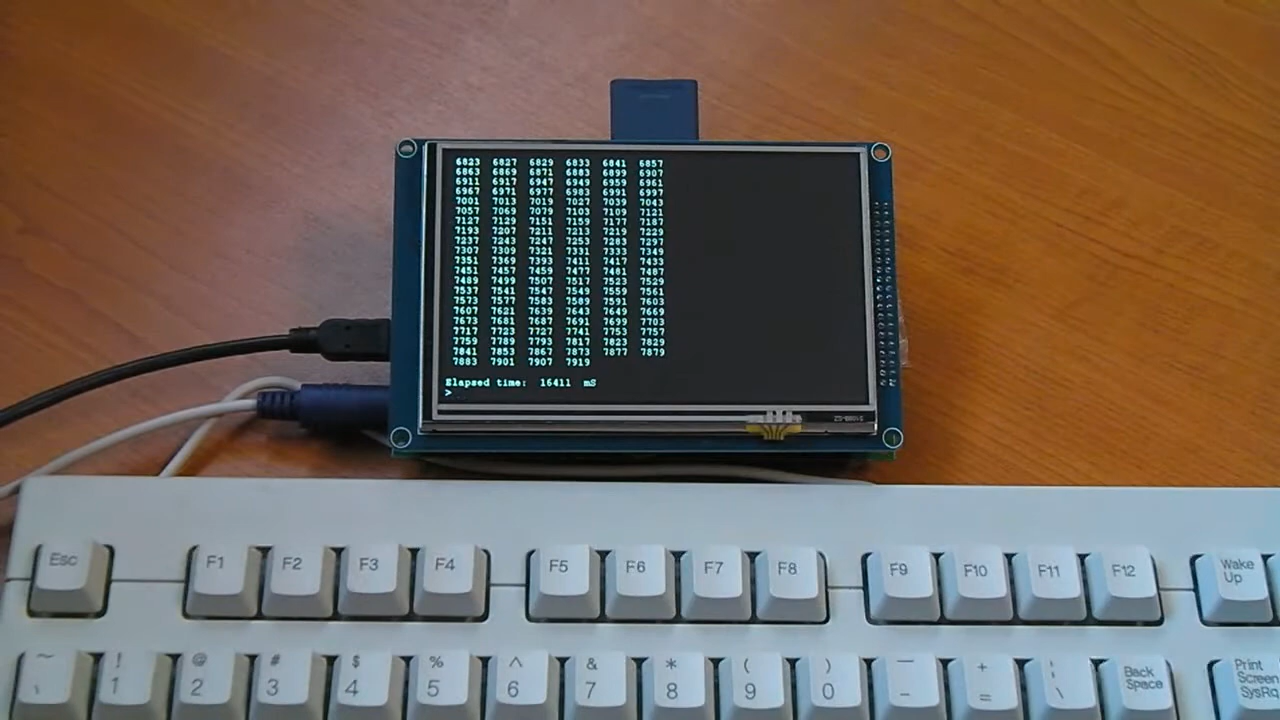 6823 6827 6829 6833 6841 6857
6863 6869 6871 6883 6899 6907
6911 6917 6947 6949 6959 6961
6967 6971 6977 6983 6991 6997
7001 7013 7019 7027 7039 7043
7057 7069 7079 7103 7109 7121
7127 7129 7151 7159 7177 7187
7193 7207 7211 7213 7219 7229
7237 7243 7247 7253 7283 7297
7307 7309 7321 7331 7333 7349
7351 7369 7393 7411 7417 7433
7451 7457 7459 7477 7481 7487
7489 7499 7507 7517 7523 7529
7537 7541 7547 7549 7559 7561
7573 7577 7583 7589 7591 7603
7607 7621 7639 7643 7649 7669
7673 7681 7687 7691 7699 7703
7717 7723 7727 7741 7753 7757
7759 7789 7793 7817 7823 7829
7841 7853 7867 7873 7877 7879
7883 7901 7907 7919
Elapsed time: 16411 mS
>
Esc F1 F2 F3 F4 F5 F6 F7 F8 F9 F10 F11 F12 Wake Up
~ ! @ # $ % ^ & * ( ) — + ¦ Back Space Print Screen SysRq
` 1 2 3 4 5 6 7 8 9 0 - = \